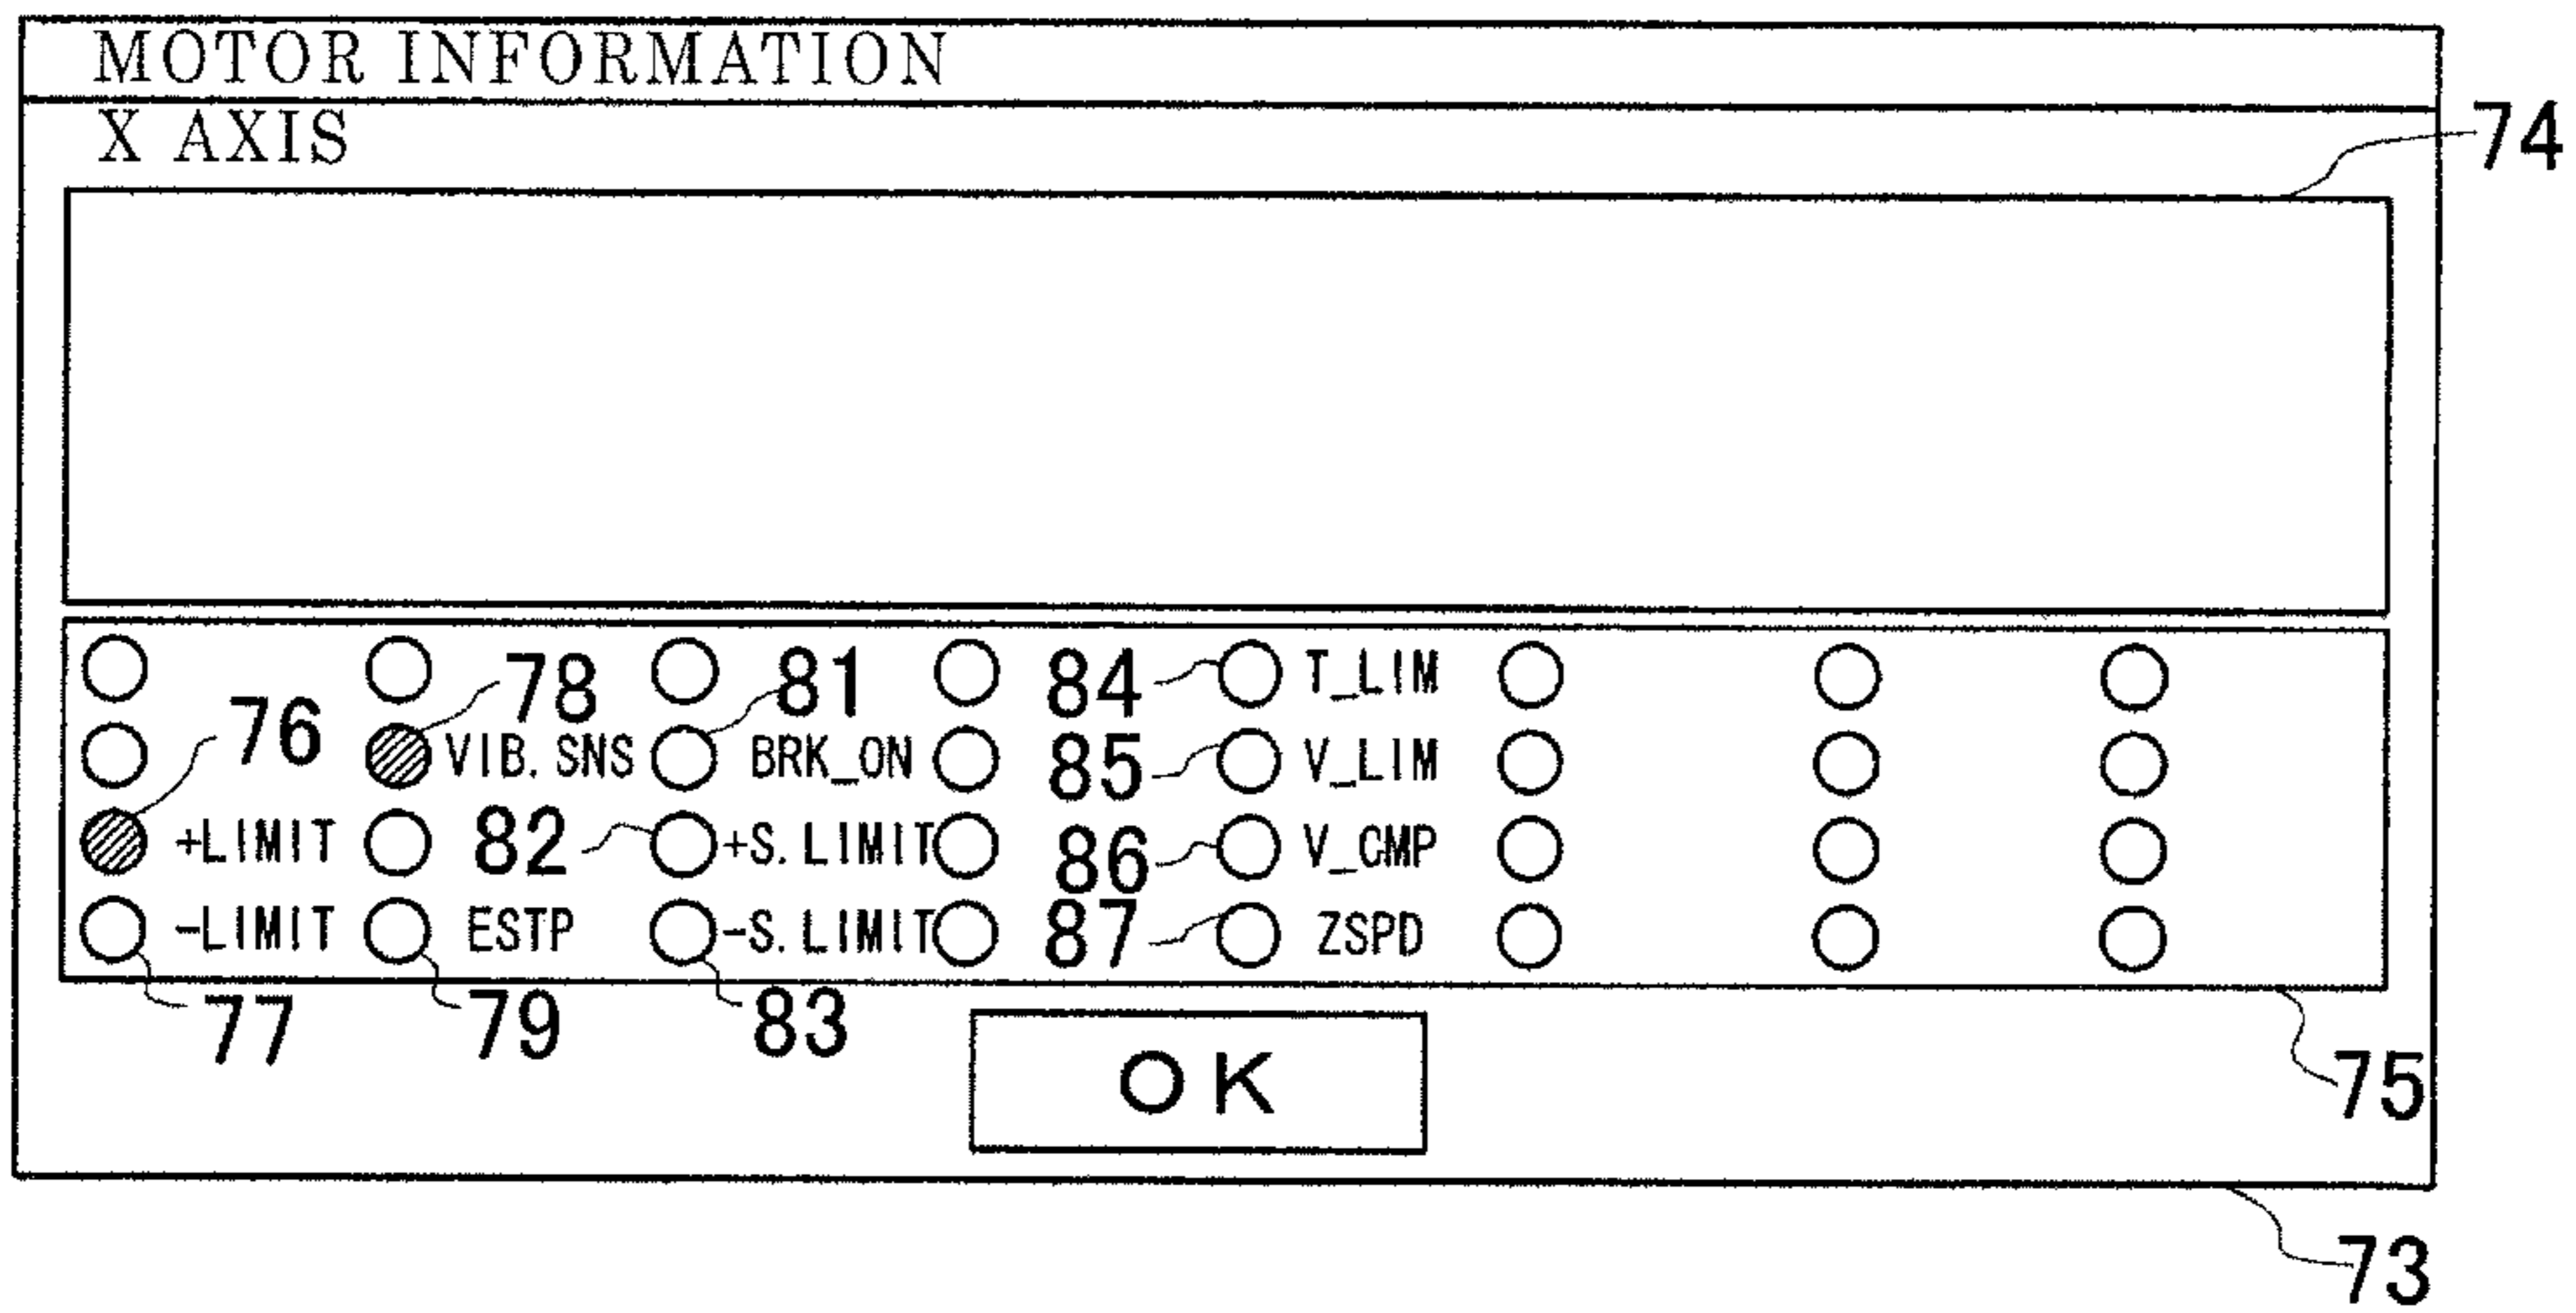 MOTOR INFORMATION
X AXIS
74
78 81 84 T_LIM
76 VIB.SNS BRK_ON 85 V_LIM
+LIMIT 82 +S.LIMIT 86 V_CMP
-LIMIT ESTP -S.LIMIT 87 ZSPD
77 79 83
OK
75
73